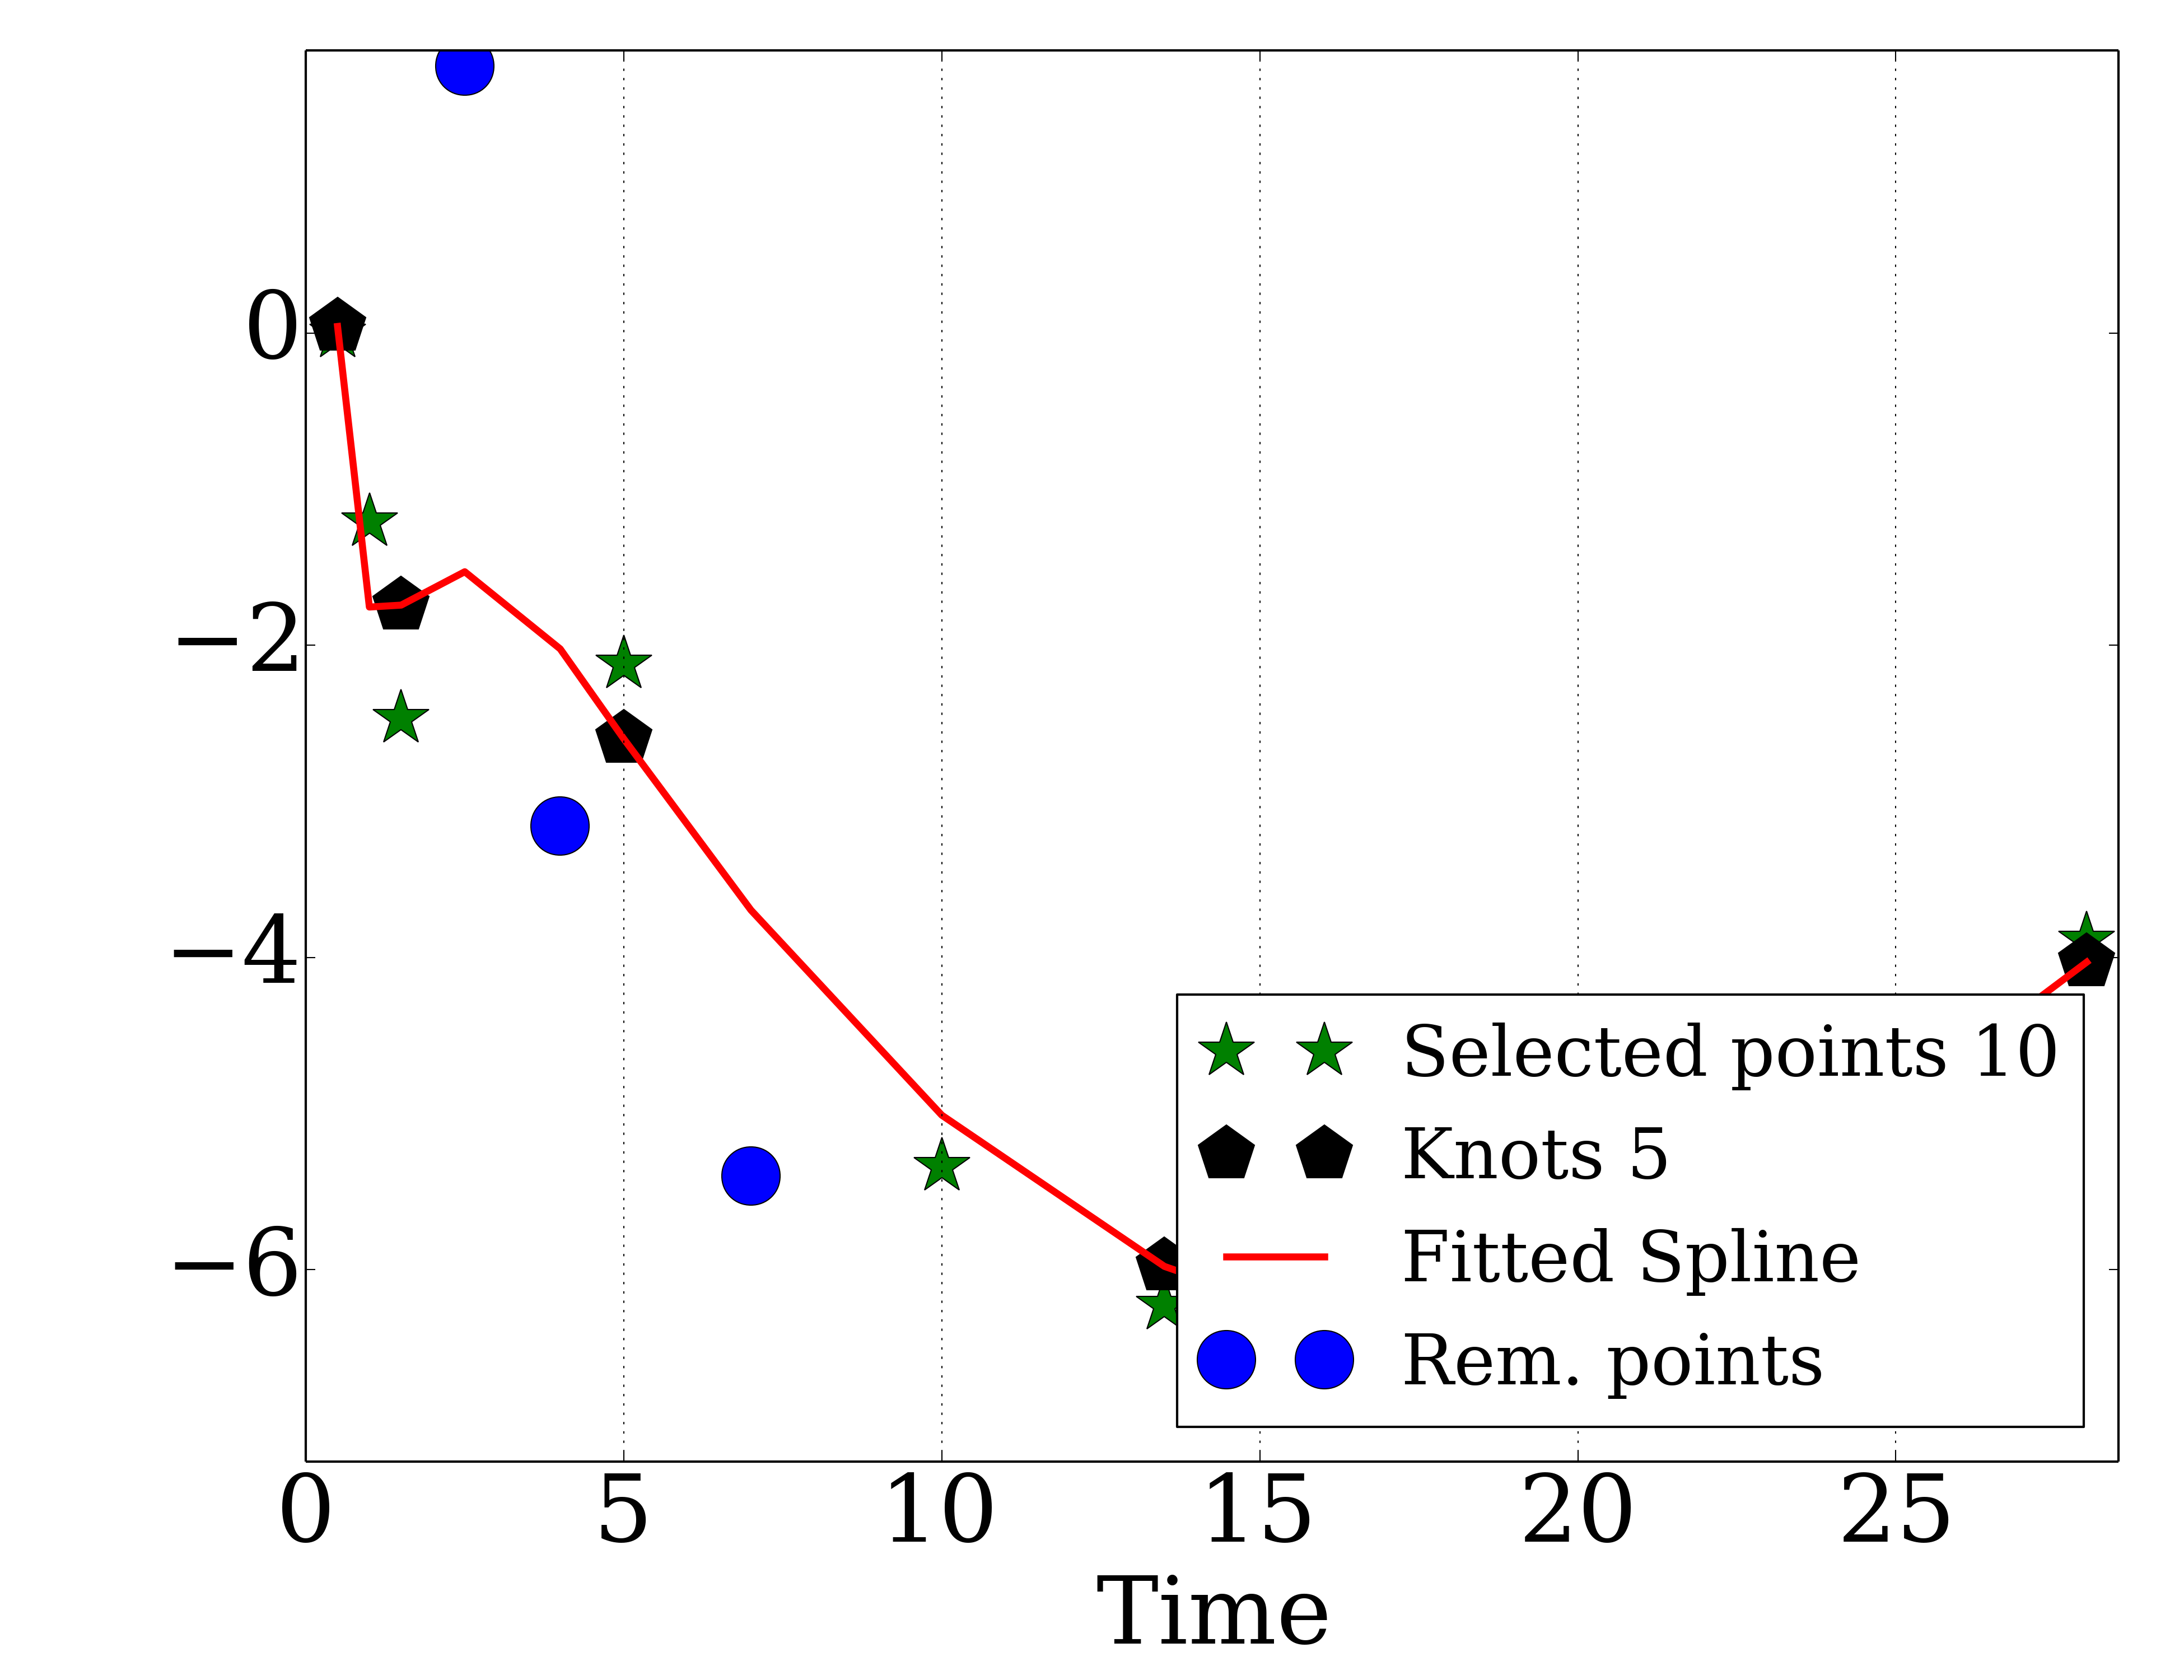 0
−2
−4
−6
Selected points 10
Knots 5
Fitted Spline
Rem. points
0 5 10 15 20 25
Time